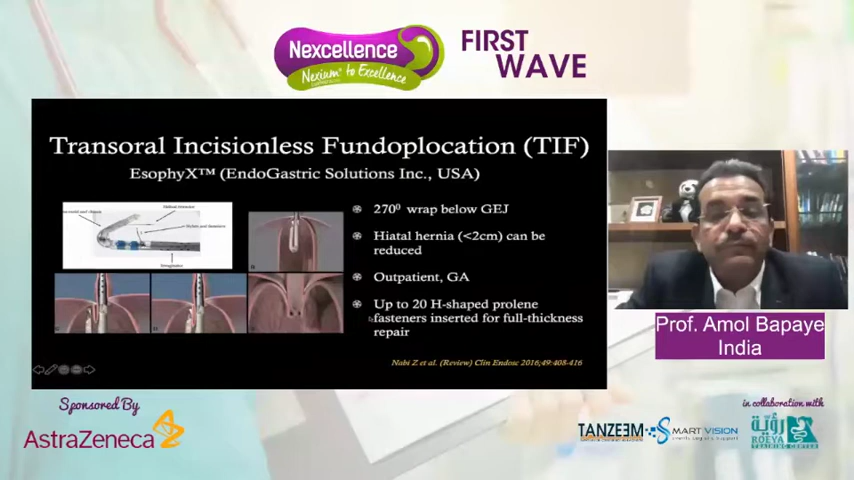 Nexcellence
Nexium® to Excellence
FIRST
WAVE
Transoral Incisionless Fundoplocation (TIF)
EsophyX™ (EndoGastric Solutions Inc., USA)
270⁰ wrap below GEJ
Hiatal hernia (<2cm) can be
reduced
Outpatient, GA
Up to 20 H-shaped prolene
fasteners inserted for full-thickness
repair
Nabi Z et al. (Review) Clin Endosc 2016;49:408-416
Prof. Amol Bapaye
India
Sponsored By
AstraZeneca
in collaboration with
TANZEEM
SMART VISION
رؤية
ROEYA
TRAINING CENTER